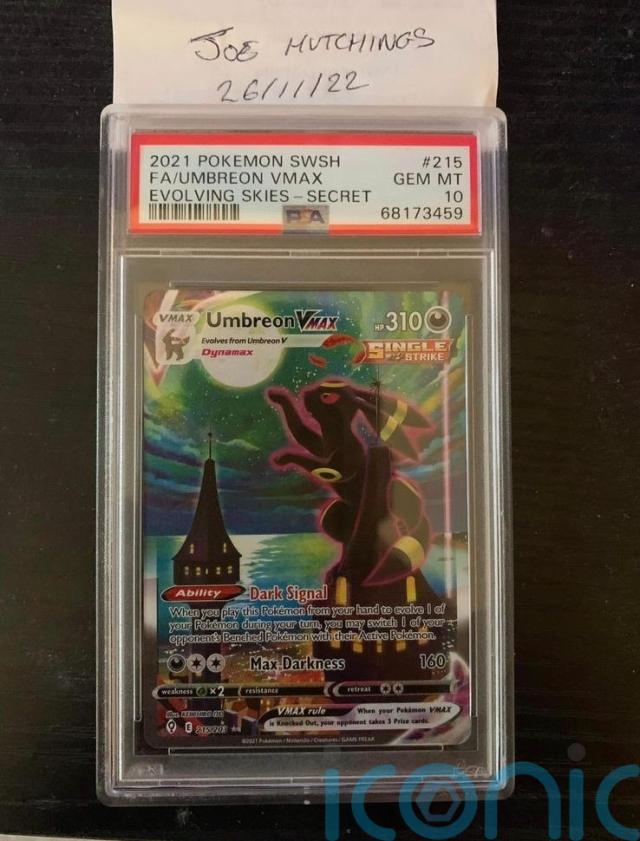 JOE HUTCHINGS
26/11/22
2021 POKEMON SWSH #215
FA/UMBREON VMAX GEM MT
EVOLVING SKIES-SECRET 10
PSA 68173459
VMAX Umbreon VMAX HP 310
Evolves from Umbreon V
Dynamax
SINGLE STRIKE
Ability Dark Signal
When you play this Pokémon from your hand to evolve 1 of
your Pokémon during your turn, you may switch 1 of your
opponent's Benched Pokémon with their Active Pokémon.
Max Darkness 160
weakness ×2 resistance retreat
VMAX rule When your Pokémon VMAX
is Knocked Out, your opponent takes 3 Prize cards.
E 215/203
©2021 Pokémon / Nintendo / Creatures / GAME FREAK
iconic